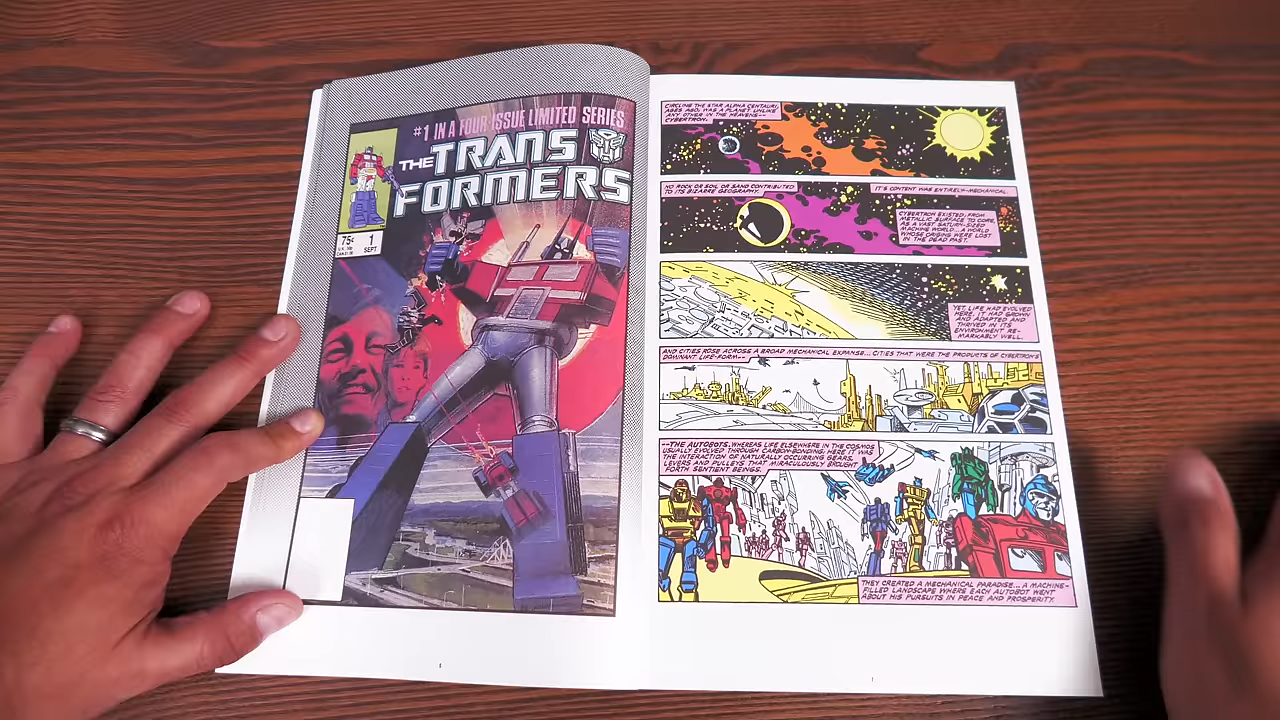 #1 IN A FOUR ISSUE LIMITED SERIES
THE TRANS
FORMERS
75¢
1
SEPT
CIRCLING THE STAR ALPHA CENTAURI,
AGES AGO, WAS A PLANET UNLIKE
ANY OTHER IN THE HEAVENS--
CYBERTRON.
NO ROCK OR SOIL OR SAND CONTRIBUTED
TO ITS BIZARRE GEOGRAPHY.
IT'S CONTENT WAS ENTIRELY--MECHANICAL.
CYBERTRON EXISTED, FROM
METALLIC SURFACE TO CORE,
AS A VAST SATURN-SIZED
MACHINE WORLD... A WORLD
WHOSE ORIGINS WERE LOST
IN THE DEAD PAST.
YET, LIFE HAD EVOLVED
HERE. IT HAD GROWN
AND ADAPTED AND
THRIVED IN ITS
ENVIRONMENT RE-
MARKABLY WELL.
AND CITIES ROSE ACROSS A BROAD MECHANICAL EXPANSE... CITIES THAT WERE THE PRODUCTS OF CYBERTRON'S
DOMINANT LIFE-FORM--
--THE AUTOBOTS. WHEREAS LIFE ELSEWHERE IN THE COSMOS
USUALLY EVOLVED THROUGH CARBON-BONDING, HERE IT WAS
THE INTERACTION OF NATURALLY OCCURRING GEARS,
LEVERS AND PULLEYS THAT MIRACULOUSLY BROUGHT
FORTH SENTIENT BEINGS.
THEY CREATED A MECHANICAL PARADISE... A MACHINE-
FILLED LANDSCAPE WHERE EACH AUTOBOT WENT
ABOUT HIS PURSUITS IN PEACE AND PROSPERITY.